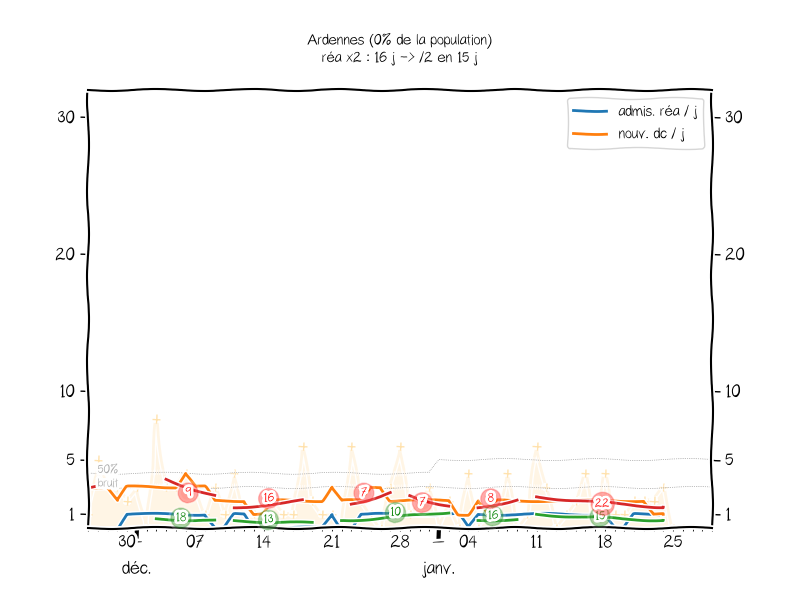 Ardennes (0% de la population)
réa x2 : 16 j -> /2 en 15 j
admis. réa / j
nouv. dc / j
30 30
20 20
10 10
5 5
1 1
50%
bruit
9 16 7 7 8 22
18 13 10 16 15
30 07 14 21 28 04 11 18 25
déc. janv.